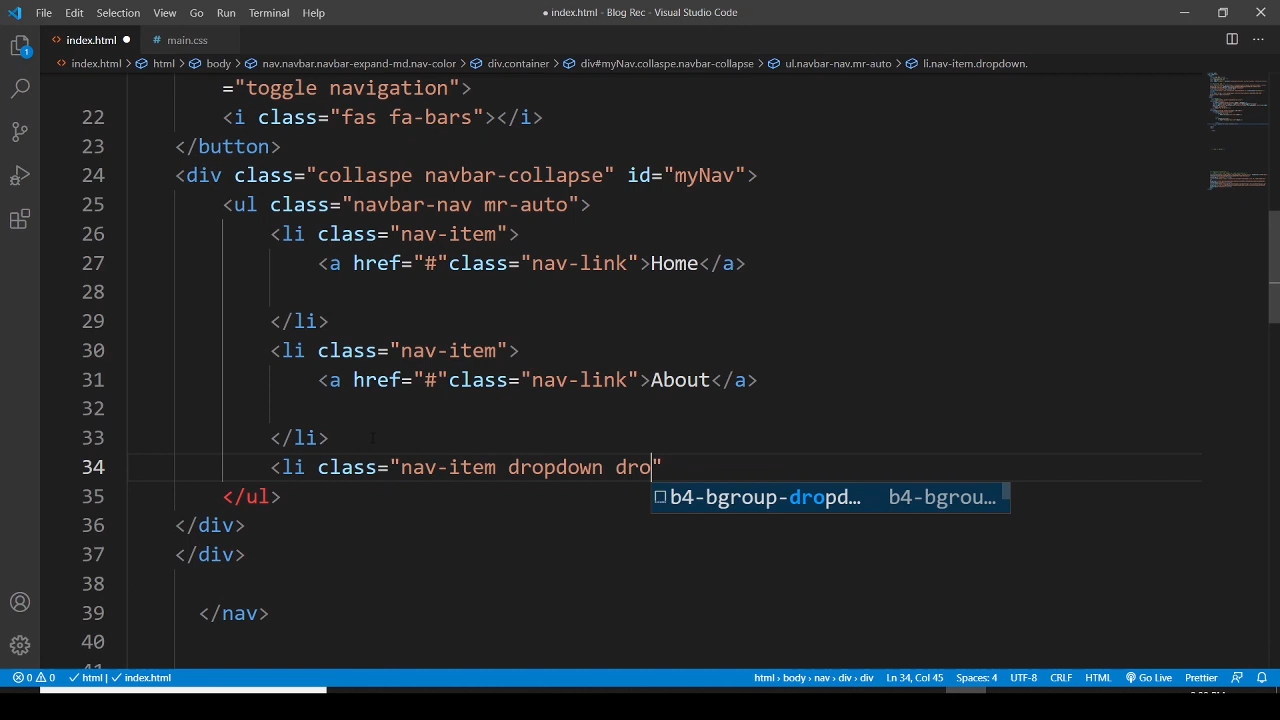 File Edit Selection View Go Run Terminal Help
● index.html - Blog Rec - Visual Studio Code
index.html ●
main.css
index.html > html > body > nav.navbar.navbar-expand-md.nav-color > div.container > div#myNav.collaspe.navbar-collapse > ul.navbar-nav.mr-auto > li.nav-item.dropdown.
1
="toggle navigation">
22 <i class="fas fa-bars"></i>
23 </button>
24 <div class="collaspe navbar-collapse" id="myNav">
25 <ul class="navbar-nav mr-auto">
26 <li class="nav-item">
27 <a href="#"class="nav-link">Home</a>
28
29 </li>
30 <li class="nav-item">
31 <a href="#"class="nav-link">About</a>
32
33 </li>
34 <li class="nav-item dropdown dro"
b4-bgroup-dropd… b4-bgrou…
35 </ul>
36 </div>
37 </div>
38
39 </nav>
40
41
0 0 html | index.html html › body › nav › div › div Ln 34, Col 45 Spaces: 4 UTF-8 CRLF HTML Go Live Prettier